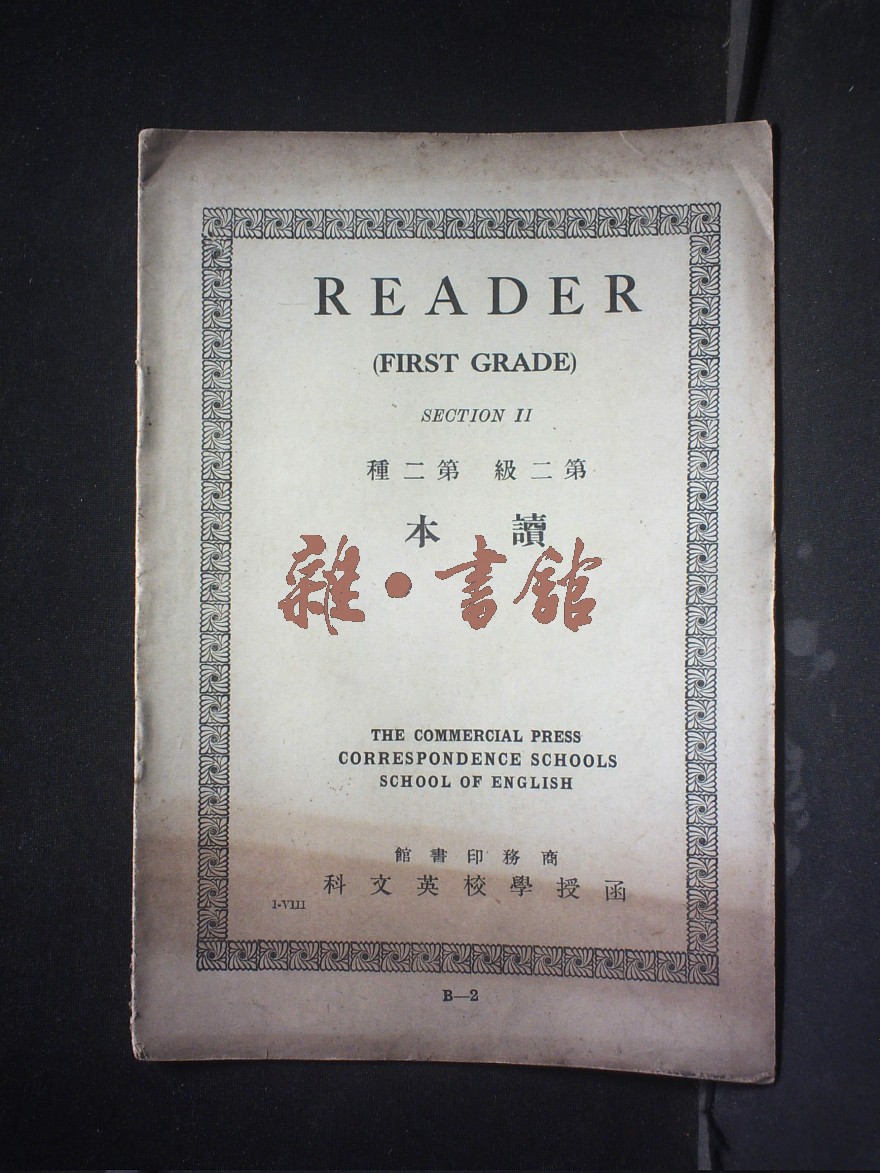 READER
(FIRST GRADE)
SECTION II
第二級 第二種
讀本
雜·書館
THE COMMERCIAL PRESS
CORRESPONDENCE SCHOOLS
SCHOOL OF ENGLISH
商務印書館
函授學校英文科
I-VIII
B—2